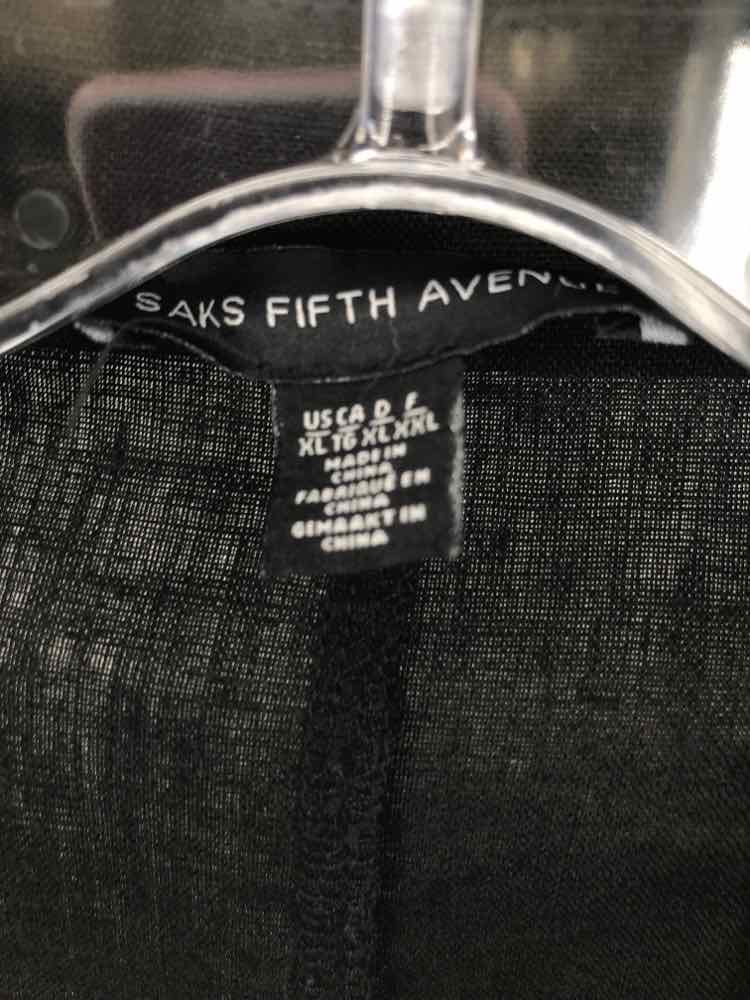 SAKS FIFTH AVENUE
US CA D F
XL TG XL XXL
MADE IN
CHINA
FABRIQUÉ EN
CHINA
GEMAAKT IN
CHINA